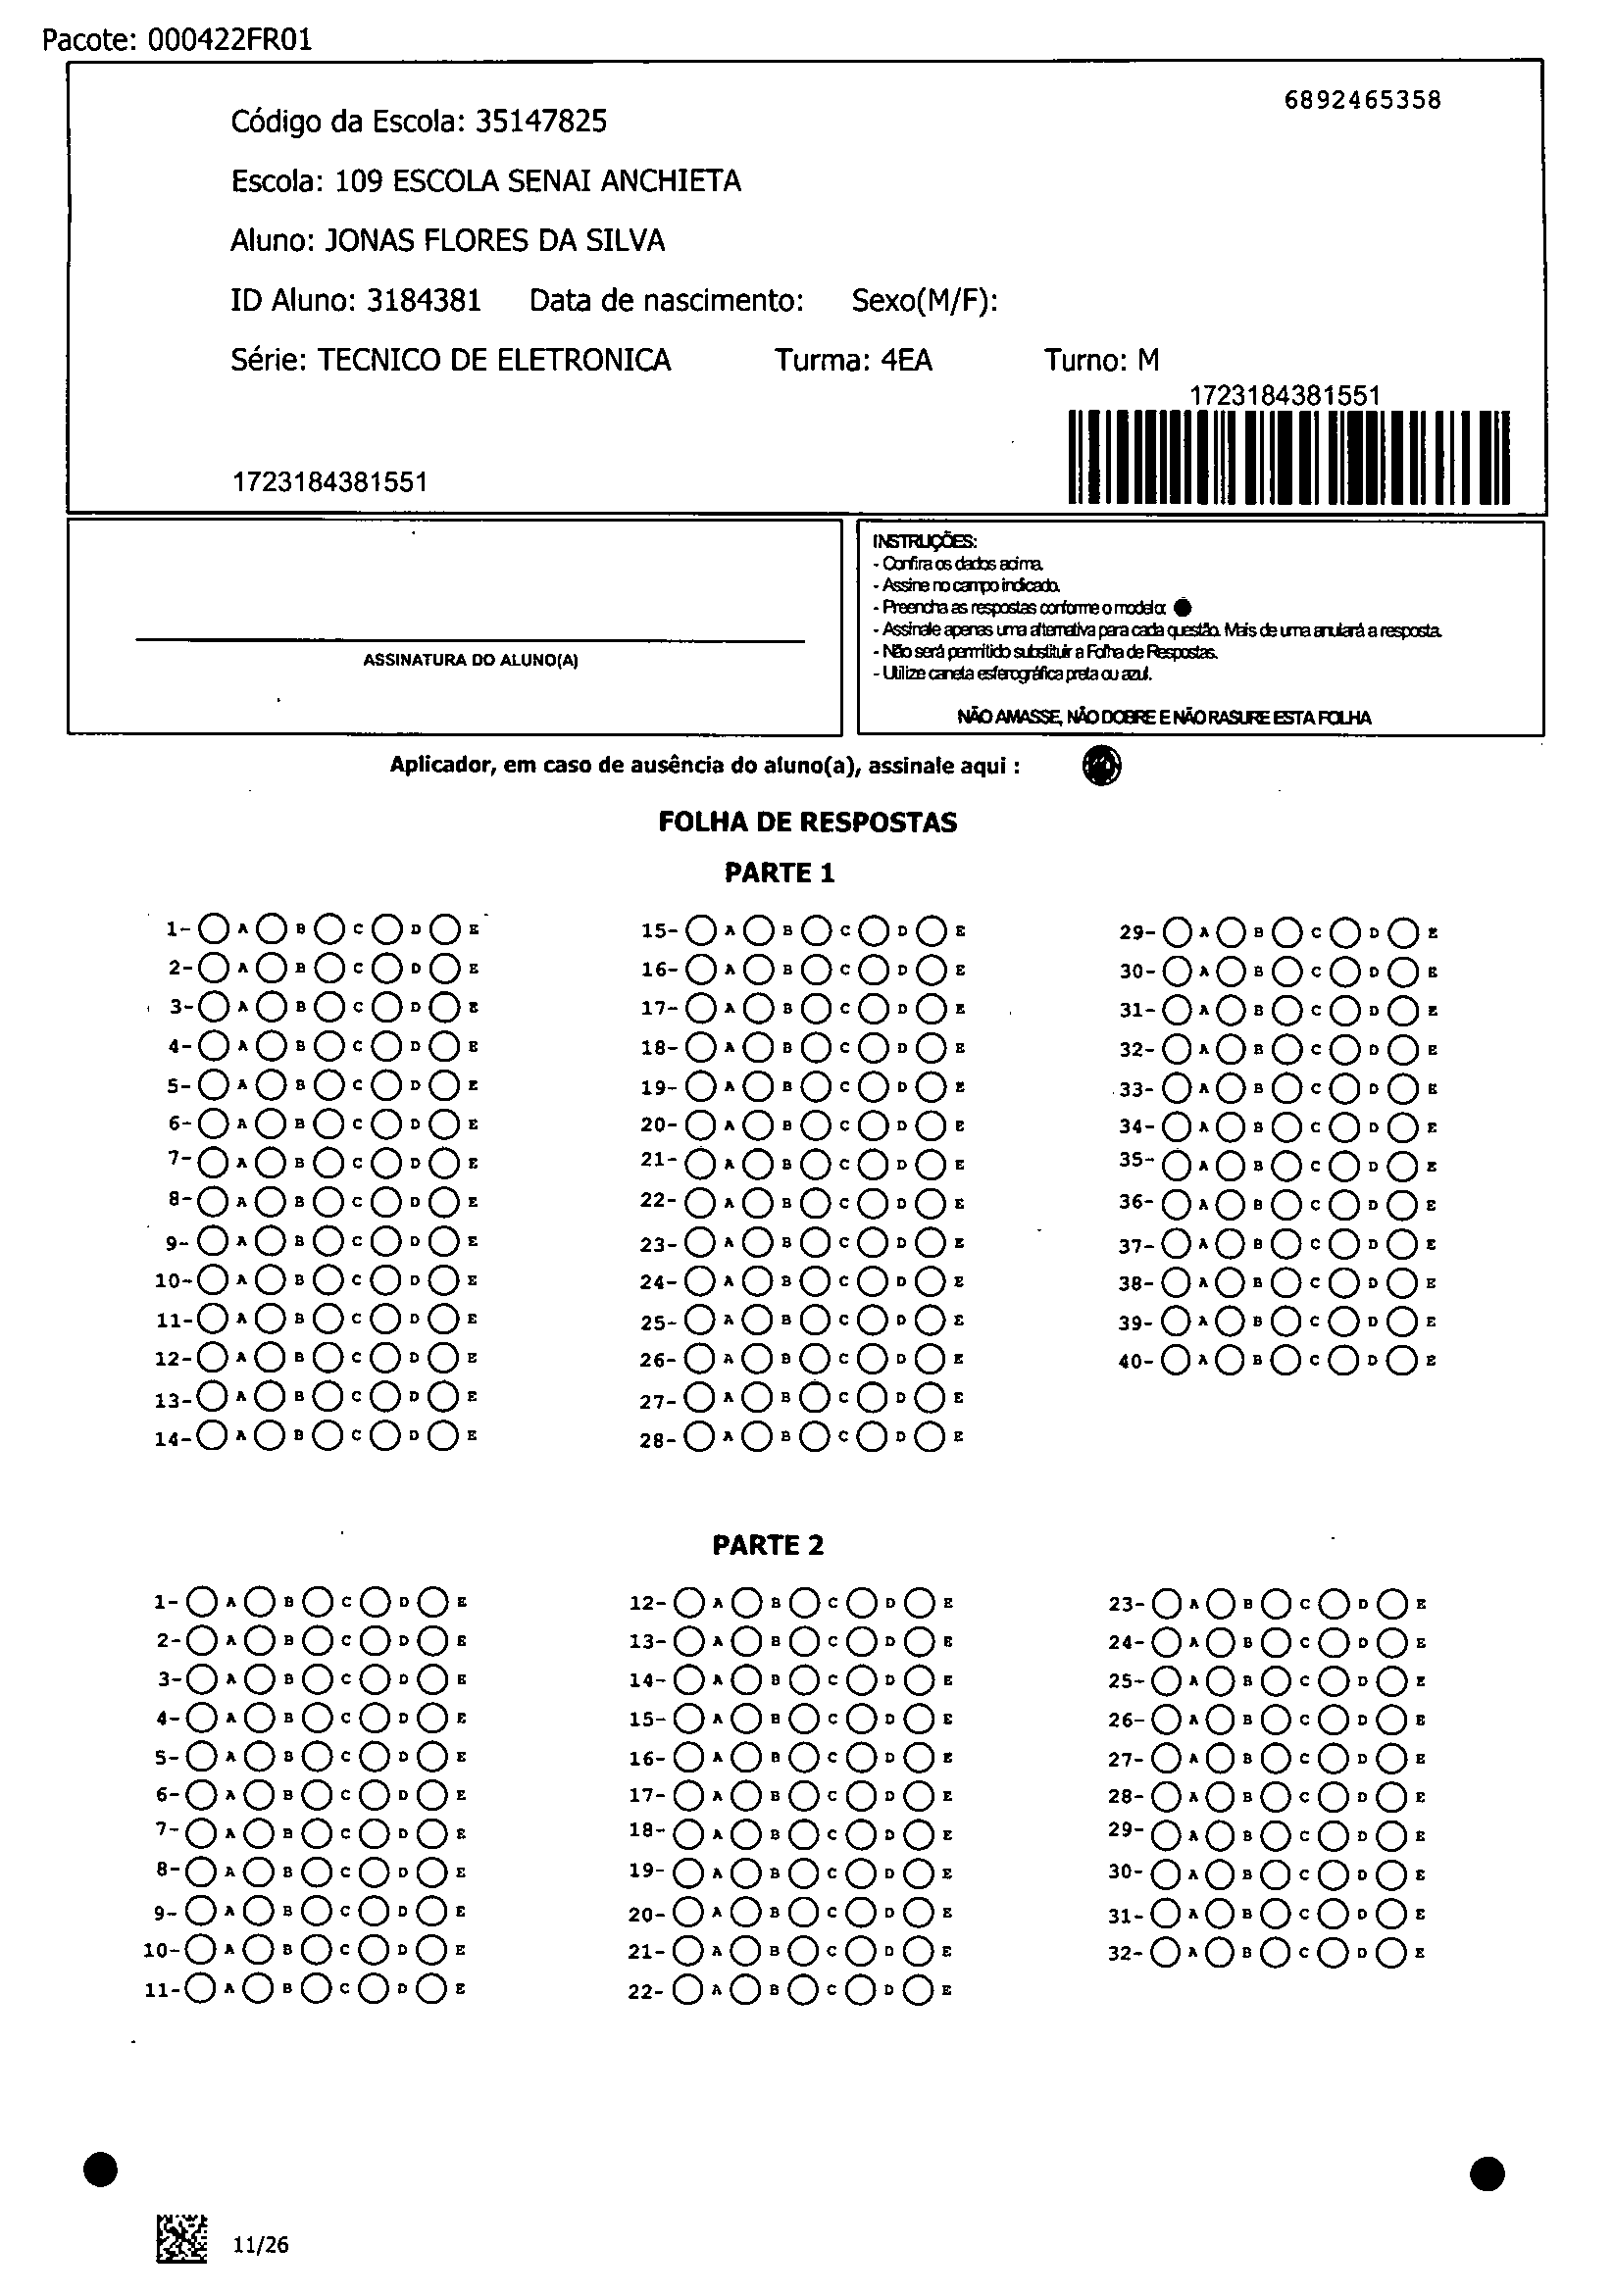 Pacote: 000422FR01
6892465358
Código da Escola: 35147825
Escola: 109 ESCOLA SENAI ANCHIETA
Aluno: JONAS FLORES DA SILVA
ID Aluno: 3184381 Data de nascimento: Sexo(M/F):
Série: TECNICO DE ELETRONICA Turma: 4EA Turno: M
1723184381551
1723184381551
ASSINATURA DO ALUNO(A)
INSTRUÇÕES:
- Confira os dados acima.
- Assine no campo indicado.
- Preencha as respostas conforme o modelo:
- Assinale apenas uma alternativa para cada questão. Mais de uma anulará a resposta.
- Não será permitido substituir a Folha de Respostas.
- Utilize caneta esferográfica preta ou azul.
NÃO AMASSE, NÃO DOBRE E NÃO RASURE ESTA FOLHA
Aplicador, em caso de ausência do aluno(a), assinale aqui :
FOLHA DE RESPOSTAS
PARTE 1
1- A B C D E
2- A B C D E
3- A B C D E
4- A B C D E
5- A B C D E
6- A B C D E
7- A B C D E
8- A B C D E
9- A B C D E
10- A B C D E
11- A B C D E
12- A B C D E
13- A B C D E
14- A B C D E
15- A B C D E
16- A B C D E
17- A B C D E
18- A B C D E
19- A B C D E
20- A B C D E
21- A B C D E
22- A B C D E
23- A B C D E
24- A B C D E
25- A B C D E
26- A B C D E
27- A B C D E
28- A B C D E
29- A B C D E
30- A B C D E
31- A B C D E
32- A B C D E
33- A B C D E
34- A B C D E
35- A B C D E
36- A B C D E
37- A B C D E
38- A B C D E
39- A B C D E
40- A B C D E
PARTE 2
1- A B C D E
2- A B C D E
3- A B C D E
4- A B C D E
5- A B C D E
6- A B C D E
7- A B C D E
8- A B C D E
9- A B C D E
10- A B C D E
11- A B C D E
12- A B C D E
13- A B C D E
14- A B C D E
15- A B C D E
16- A B C D E
17- A B C D E
18- A B C D E
19- A B C D E
20- A B C D E
21- A B C D E
22- A B C D E
23- A B C D E
24- A B C D E
25- A B C D E
26- A B C D E
27- A B C D E
28- A B C D E
29- A B C D E
30- A B C D E
31- A B C D E
32- A B C D E
11/26